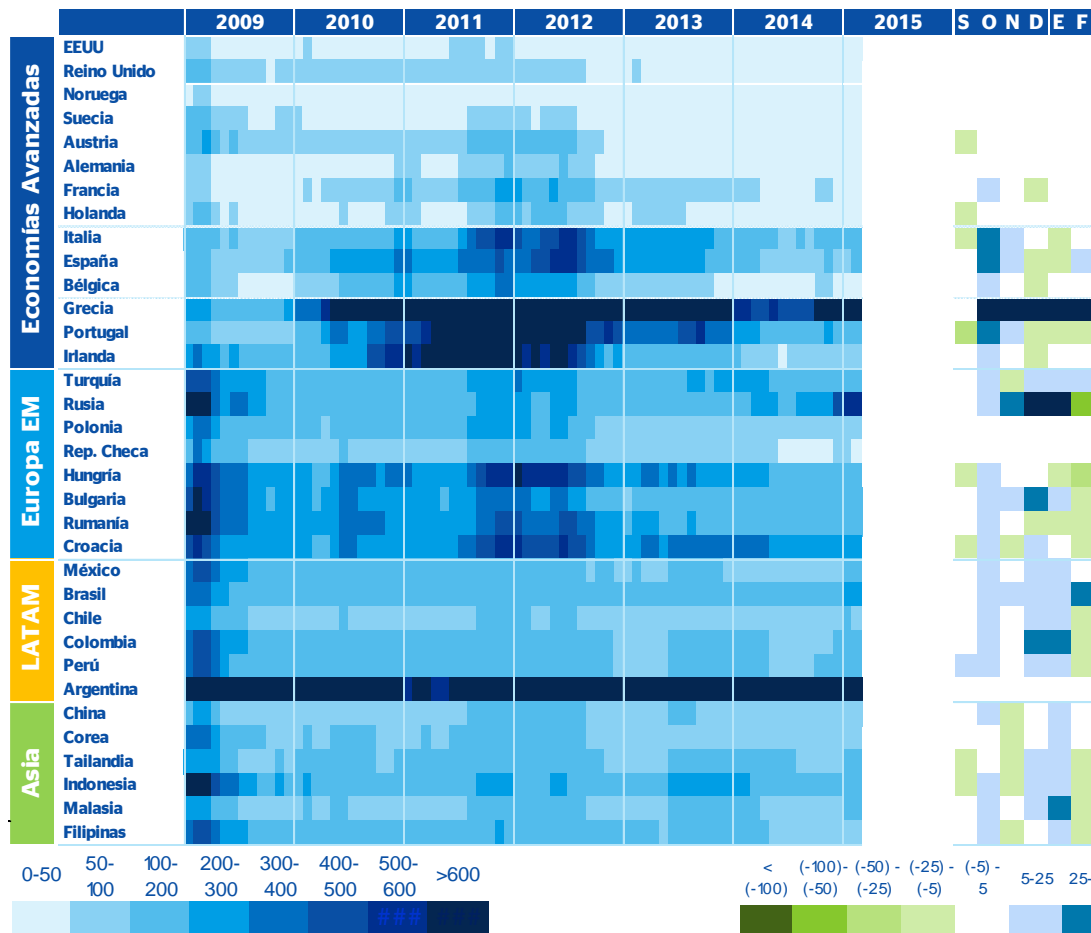 2009 2010 2011 2012 2013 2014 2015 S O N D E F
Economías Avanzadas
EEUU
Reino Unido
Noruega
Suecia
Austria
Alemania
Francia
Holanda
Italia
España
Bélgica
Grecia
Portugal
Irlanda
Europa EM
Turquía
Rusia
Polonia
Rep. Checa
Hungría
Bulgaria
Rumanía
Croacia
LATAM
México
Brasil
Chile
Colombia
Perú
Argentina
Asia
China
Corea
Tailandia
Indonesia
Malasia
Filipinas
0-50 50- 100- 200- 300- 400- 500- >600
100 200 300 400 500 600
###
< (-100)- (-50) - (-25) - (-5) - 5-25 25-
(-100) (-50) (-25) (-5) 5